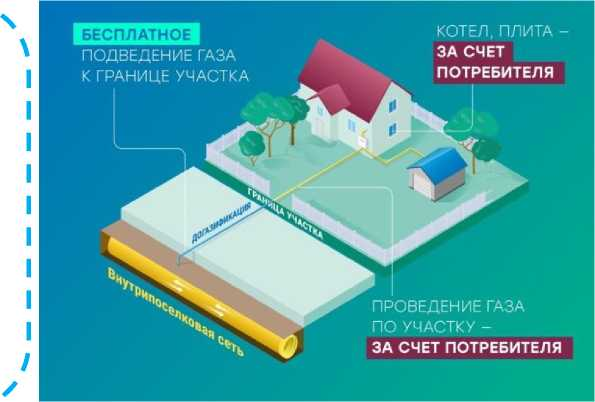 БЕСПЛАТНОЕ
ПОДВЕДЕНИЕ ГАЗА
К ГРАНИЦЕ УЧАСТКА
КОТЕЛ, ПЛИТА –
ЗА СЧЕТ
ПОТРЕБИТЕЛЯ
ГРАНИЦА УЧАСТКА
ДОГАЗИФИКАЦИЯ
Внутрипоселковая сеть
ПРОВЕДЕНИЕ ГАЗА
ПО УЧАСТКУ –
ЗА СЧЕТ ПОТРЕБИТЕЛЯ